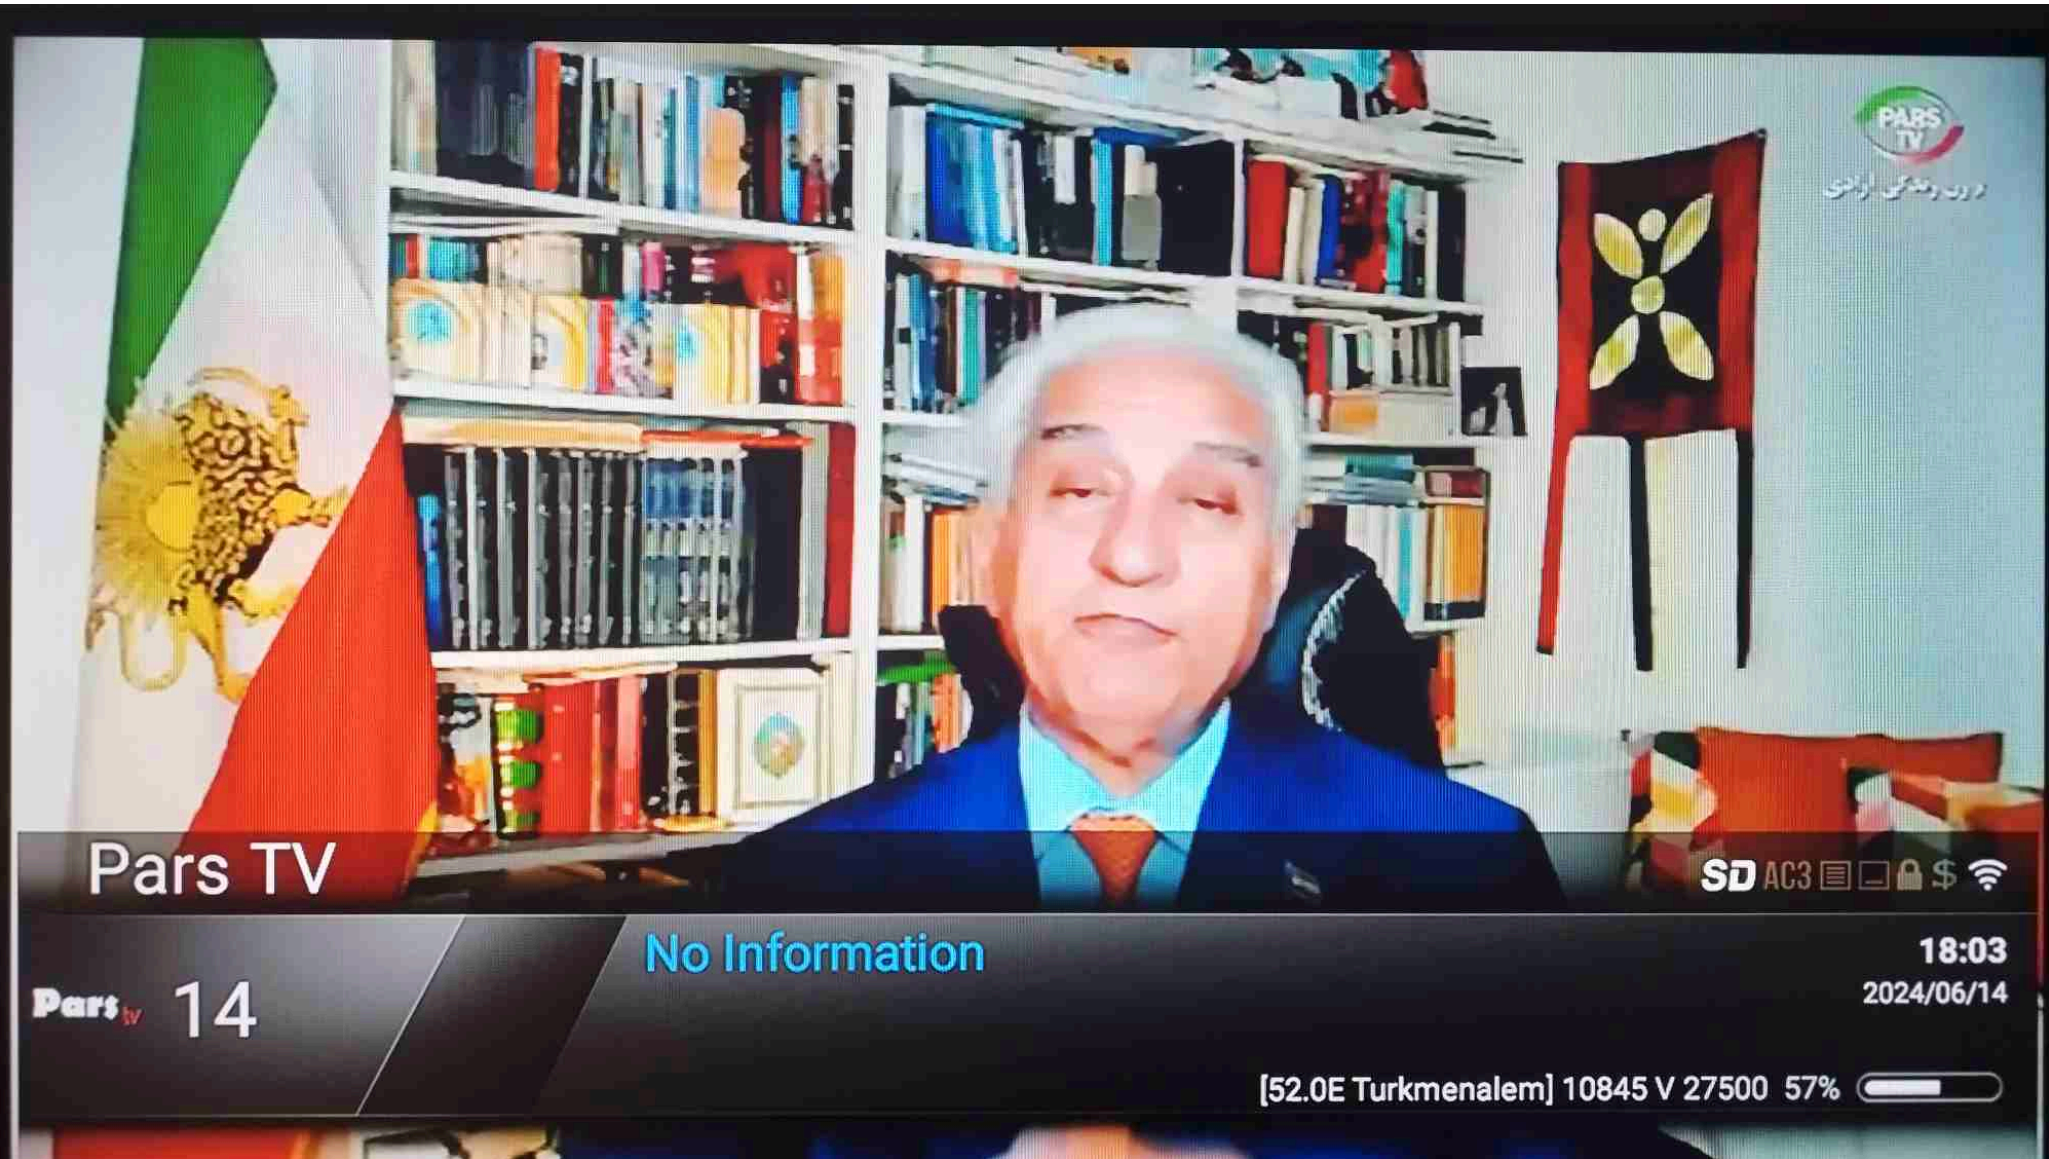 PARS
TV
Pars TV
SD AC3 $
No Information
18:03
2024/06/14
Pars tv 14
[52.0E Turkmenalem] 10845 V 27500 57%